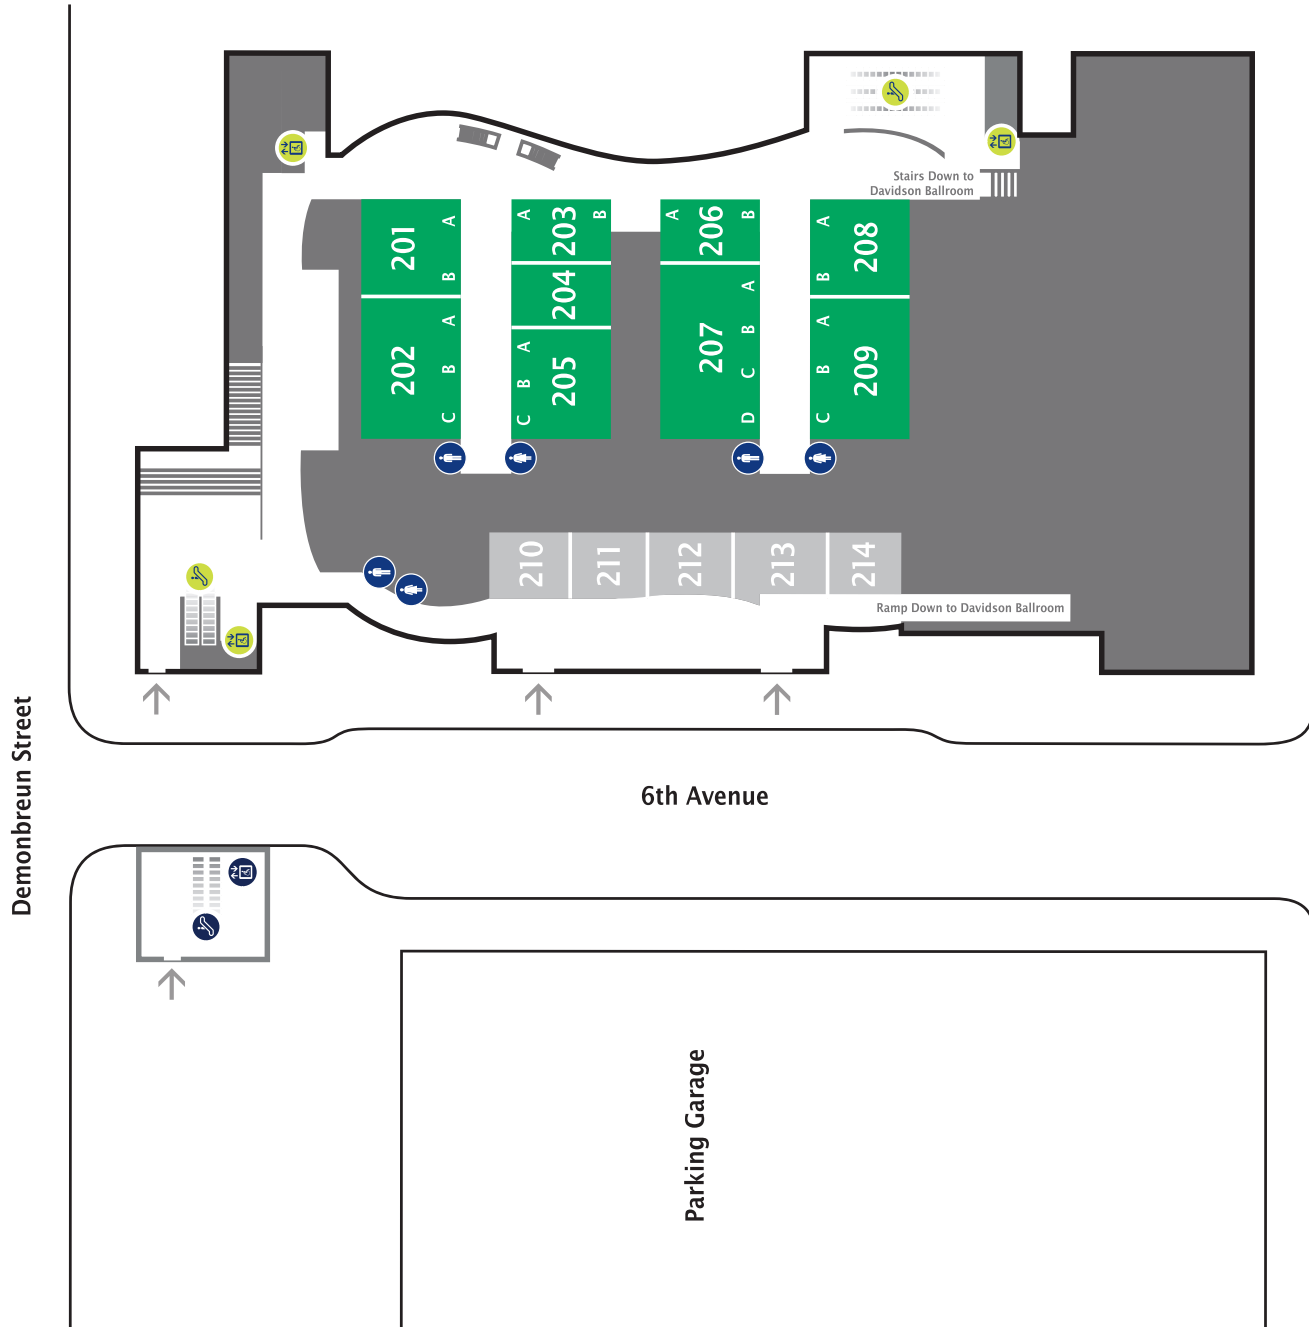 Stairs Down to
Davidson Ballroom
201
A
B
202
A
B
C
203
A
B
204
205
A
B
C
206
A
B
207
A
B
C
D
208
A
B
209
A
B
C
210
211
212
213
214
Ramp Down to Davidson Ballroom
Demonbreun Street
6th Avenue
Parking Garage